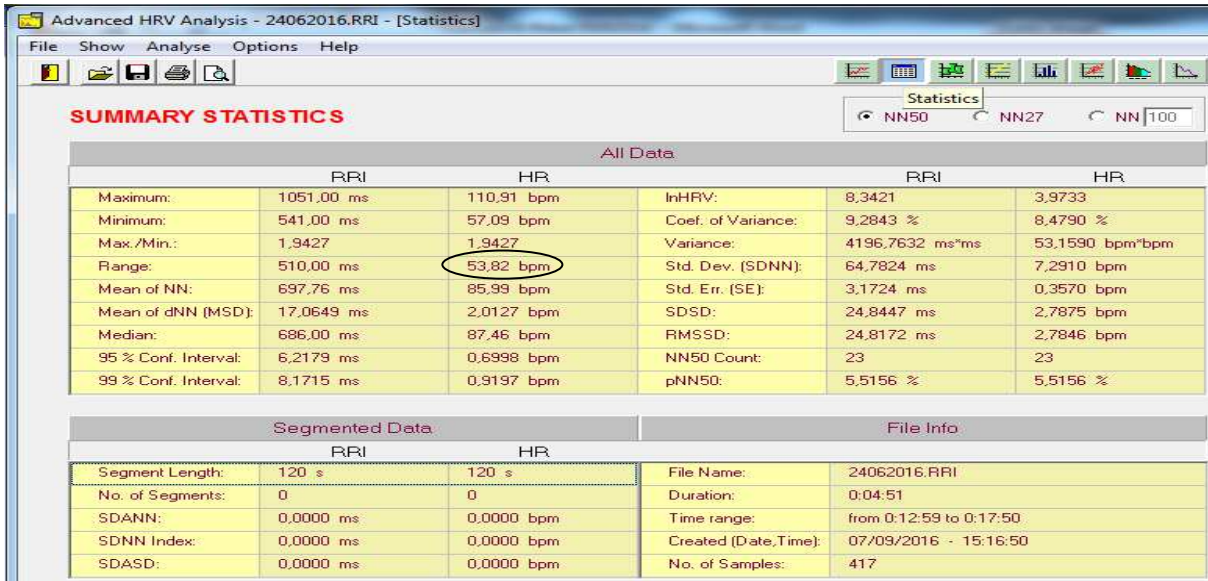 Advanced HRV Analysis - 24062016.RRI - [Statistics]
File Show Analyse Options Help
Statistics
SUMMARY STATISTICS
NN50 NN27 NN 100
All Data
RRI HR RRI HR
Maximum: 1051,00 ms 110,91 bpm lnHRV: 8,3421 3,9733
Minimum: 541,00 ms 57,09 bpm Coef. of Variance: 9,2843 % 8,4790 %
Max./Min.: 1,9427 1,9427 Variance: 4196,7632 ms*ms 53,1590 bpm*bpm
Range: 510,00 ms 53,82 bpm Std. Dev. (SDNN): 64,7824 ms 7,2910 bpm
Mean of NN: 697,76 ms 85,99 bpm Std. Err. (SE): 3,1724 ms 0,3570 bpm
Mean of dNN (MSD): 17,0649 ms 2,0127 bpm SDSD: 24,8447 ms 2,7875 bpm
Median: 686,00 ms 87,46 bpm RMSSD: 24,8172 ms 2,7846 bpm
95 % Conf. Interval: 6,2179 ms 0,6998 bpm NN50 Count: 23 23
99 % Conf. Interval: 8,1715 ms 0,9197 bpm pNN50: 5,5156 % 5,5156 %
Segmented Data File Info
RRI HR
Segment Length: 120 s 120 s File Name: 24062016.RRI
No. of Segments: 0 0 Duration: 0:04:51
SDANN: 0,0000 ms 0,0000 bpm Time range: from 0:12:59 to 0:17:50
SDNN Index: 0,0000 ms 0,0000 bpm Created (Date,Time): 07/09/2016 - 15:16:50
SDASD: 0,0000 ms 0,0000 bpm No. of Samples: 417